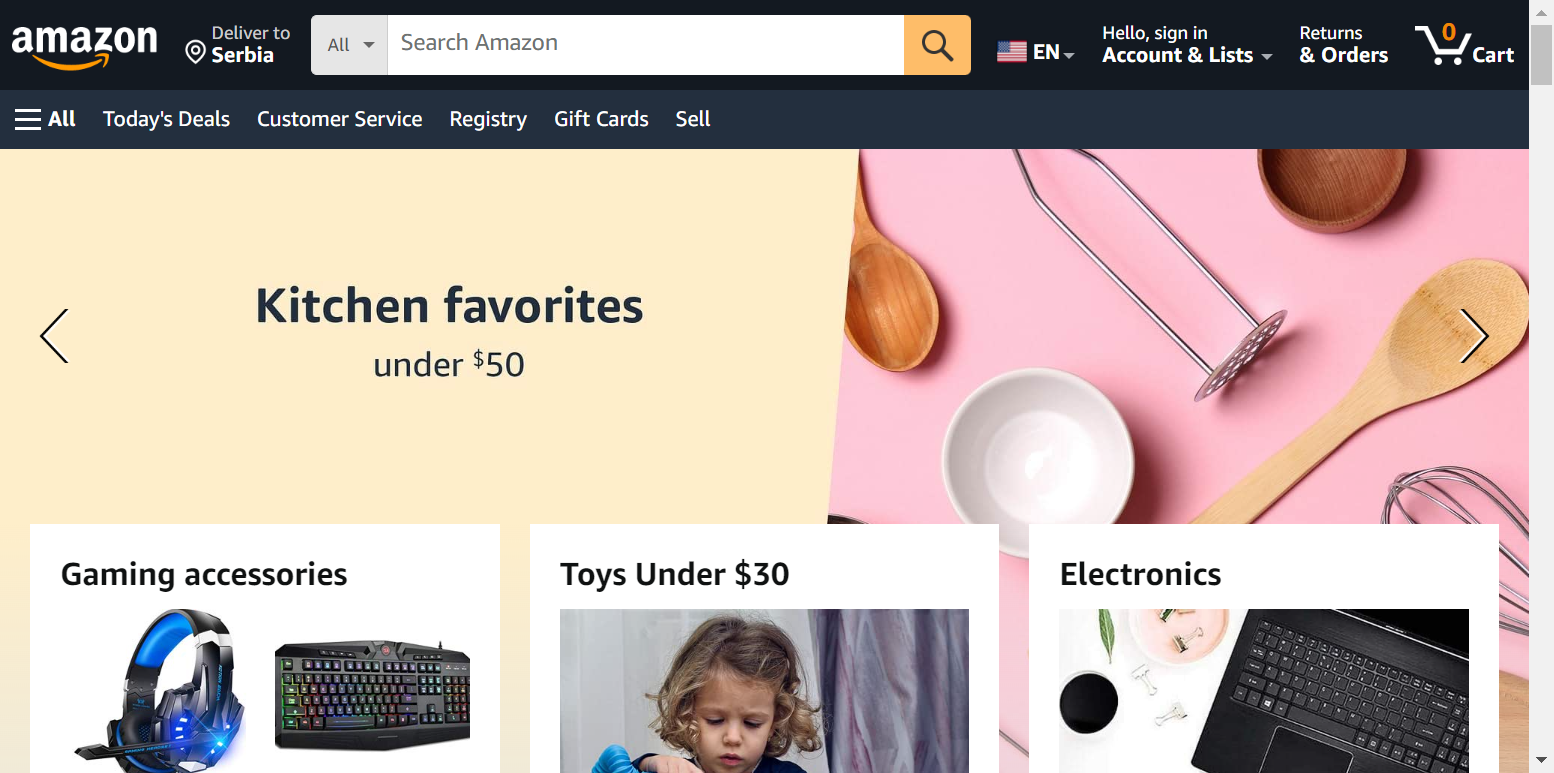 amazon
Deliver to
Serbia
All
Search Amazon
EN
Hello, sign in
Account & Lists
Returns
& Orders
0
Cart
All
Today's Deals
Customer Service
Registry
Gift Cards
Sell
Kitchen favorites
under $50
Gaming accessories
Toys Under $30
Electronics